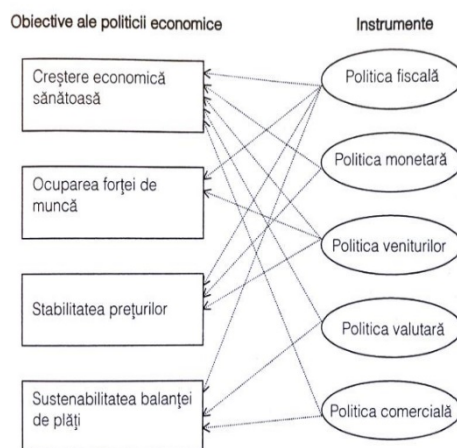 Obiective ale politicii economice
Instrumente
Creștere economică
sănătoasă
Ocuparea forței de
muncă
Stabilitatea prețurilor
Sustenabilitatea balanței
de plăți
Politica fiscală
Politica monetară
Politica veniturilor
Politica valutară
Politica comercială